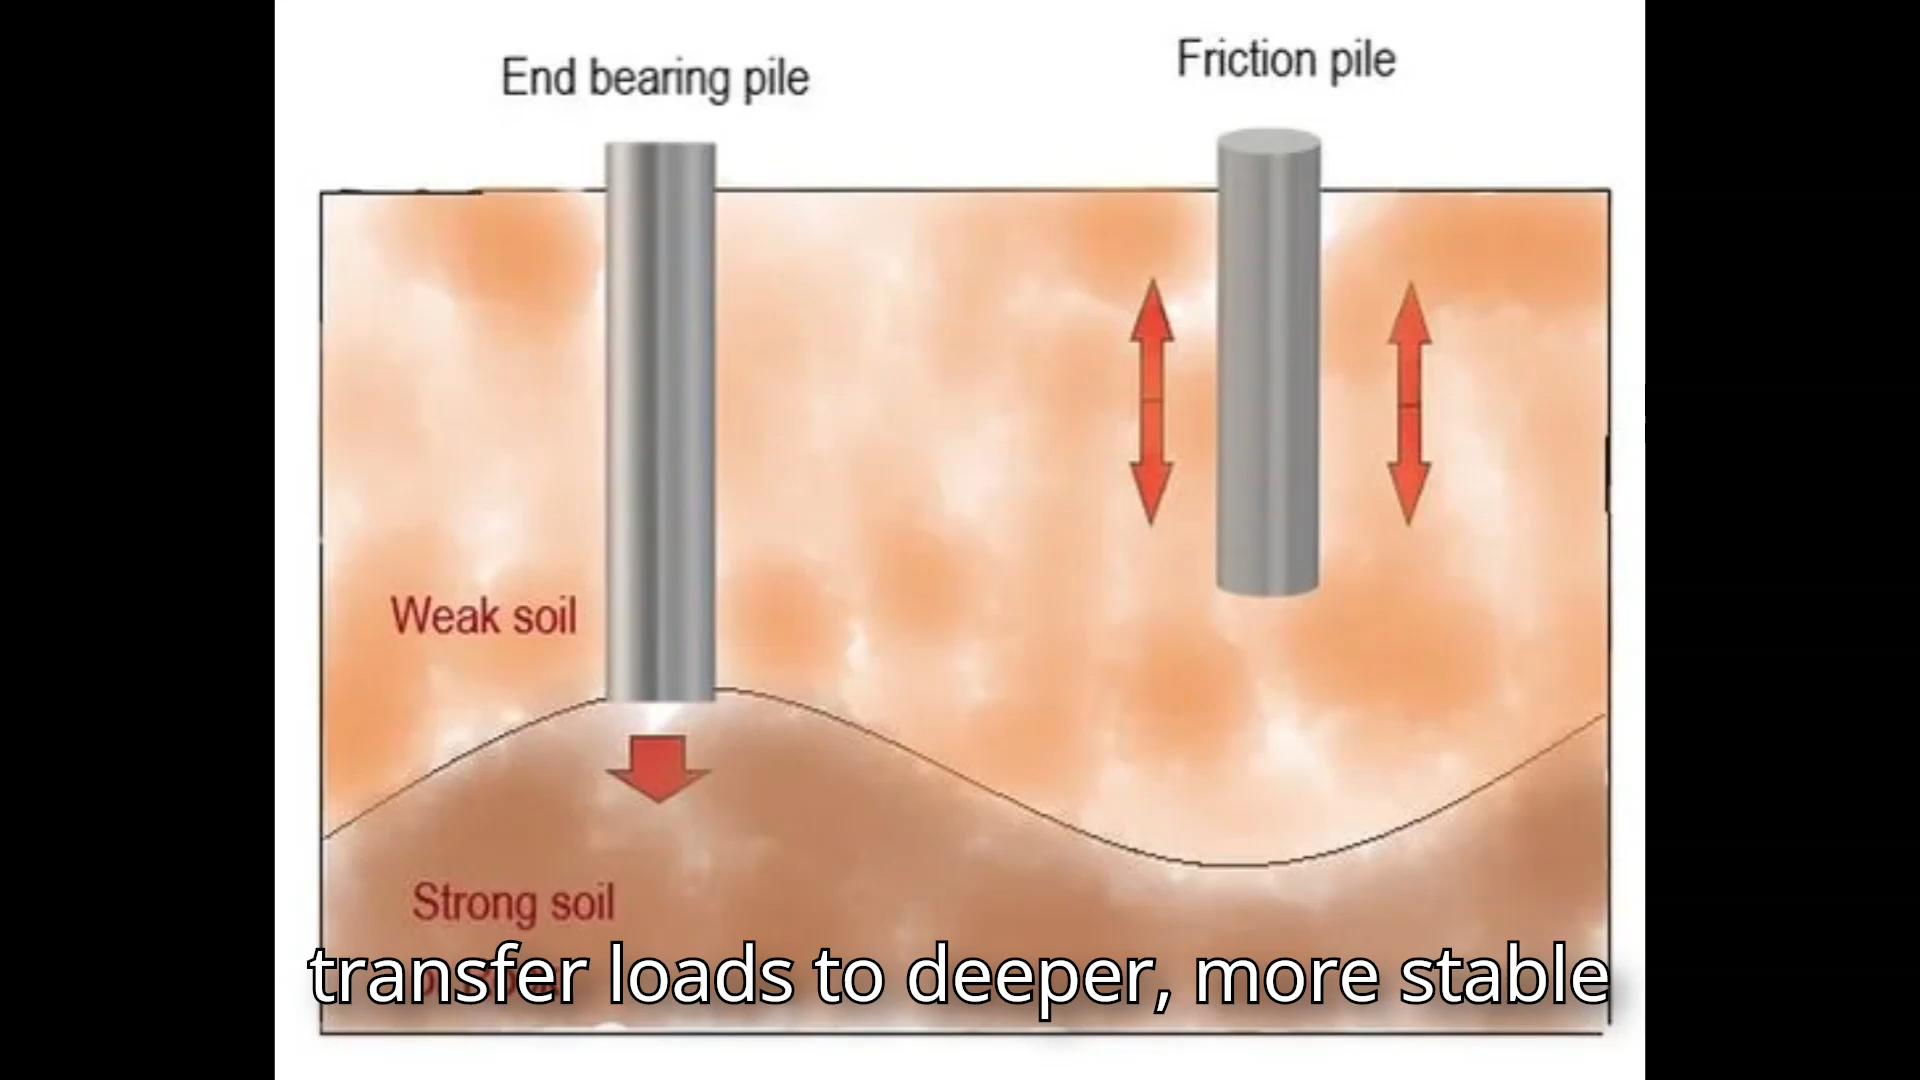 End bearing pile
Friction pile
Weak soil
Strong soil
transfer loads to deeper, more stable